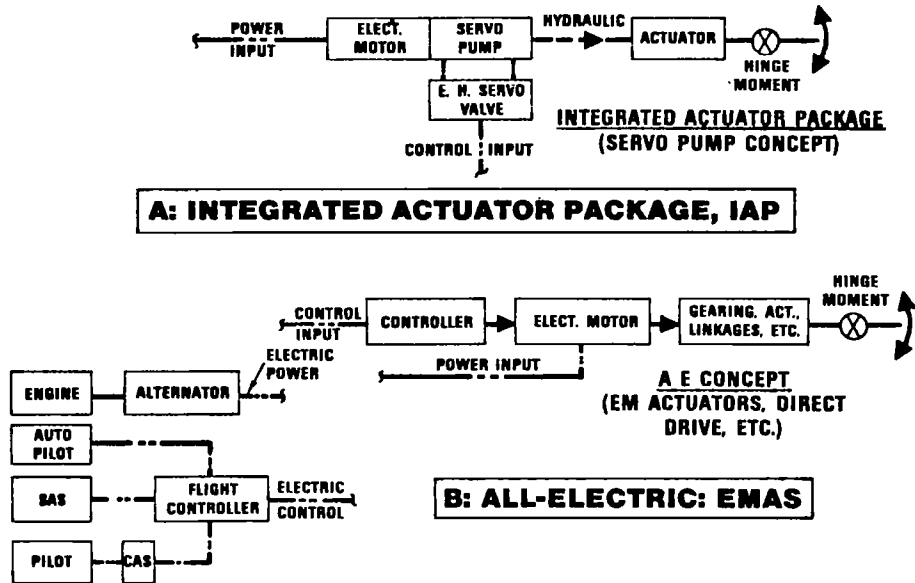 POWER
INPUT
ELECT.
MOTOR
SERVO
PUMP
HYDRAULIC
ACTUATOR
HINGE
MOMENT
E. H. SERVO
VALVE
CONTROL INPUT
INTEGRATED ACTUATOR PACKAGE
(SERVO PUMP CONCEPT)
A: INTEGRATED ACTUATOR PACKAGE, IAP
CONTROL
INPUT
CONTROLLER
ELECT. MOTOR
GEARING, ACT.,
LINKAGES, ETC.
HINGE
MOMENT
POWER INPUT
ELECTRIC
POWER
ENGINE
ALTERNATOR
A E CONCEPT
(EM ACTUATORS, DIRECT
DRIVE, ETC.)
AUTO
PILOT
SAS
FLIGHT
CONTROLLER
ELECTRIC
CONTROL
PILOT
CAS
B: ALL-ELECTRIC: EMAS